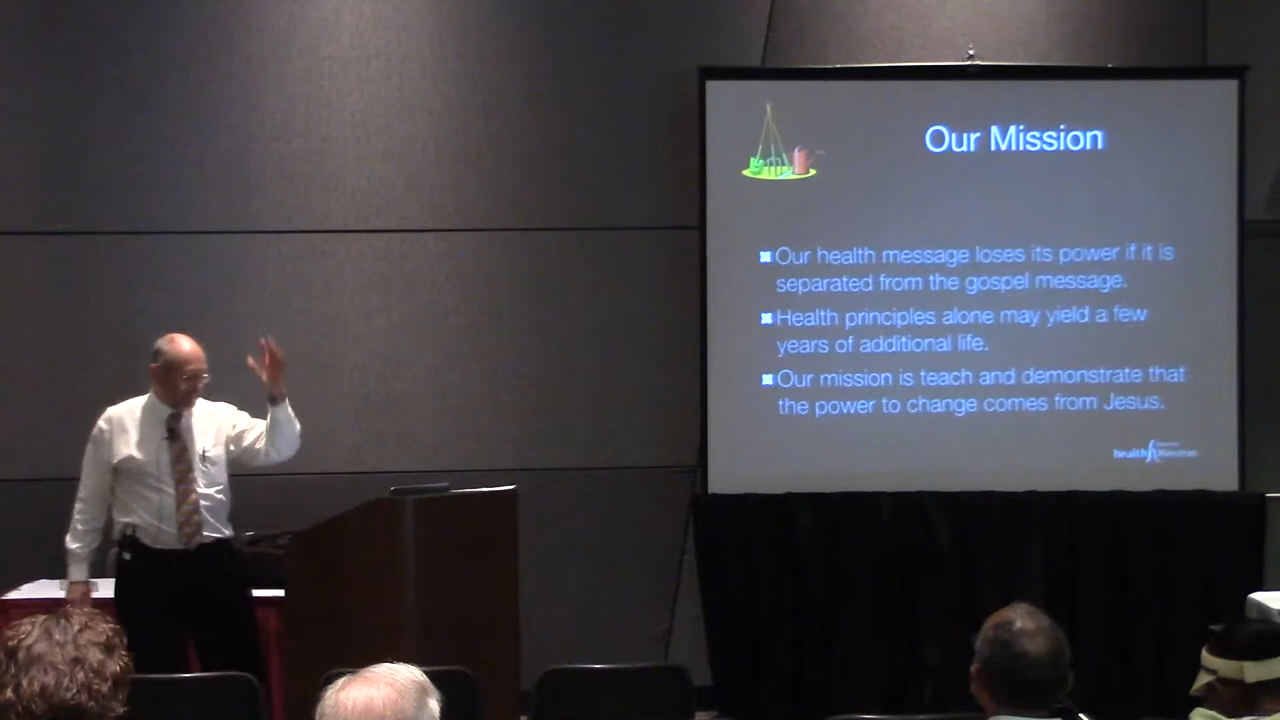 Our Mission
Our health message loses its power if it is
separated from the gospel message.
Health principles alone may yield a few
years of additional life.
Our mission is teach and demonstrate that
the power to change comes from Jesus.
health Ministries